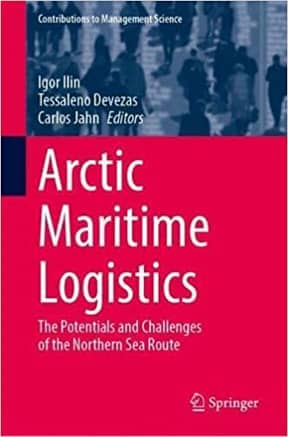 Contributions to Management Science
Igor Ilin
Tessaleno Devezas
Carlos Jahn Editors
Arctic
Maritime
Logistics
The Potentials and Challenges
of the Northern Sea Route
Springer